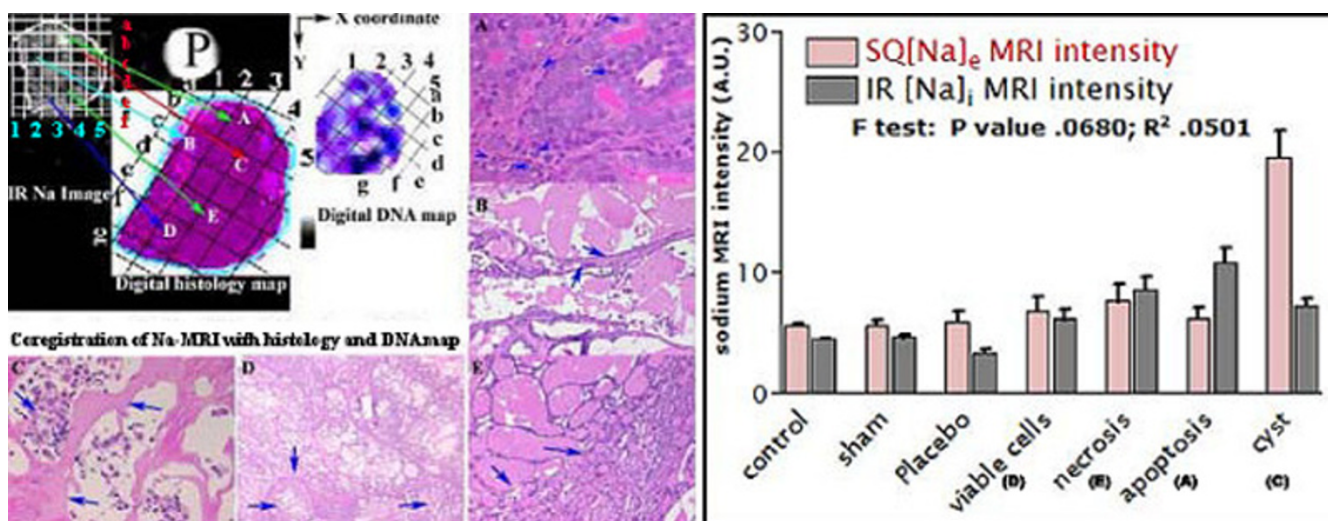 X coordinate
Y
P
a
b
c
d
e
f
1 2 3 4 5
IR Na Image
1 2 3
4
5
b
c
d
e
f
A
B
C
E
D
Digital histology map
1 2 3 4
5
b
c
d
e
f
g
Digital DNA map
Coregistration of Na-MRI with histology and DNA map
A
B
C
D
E
sodium MRI intensity (A.U.)
30
20
10
0
SQ[Na]e MRI intensity
IR [Na]i MRI intensity
F test: P value .0680; R² .0501
control
sham
Placebo
viable cells
(D)
necrosis
(E)
apoptosis
(A)
cyst
(C)